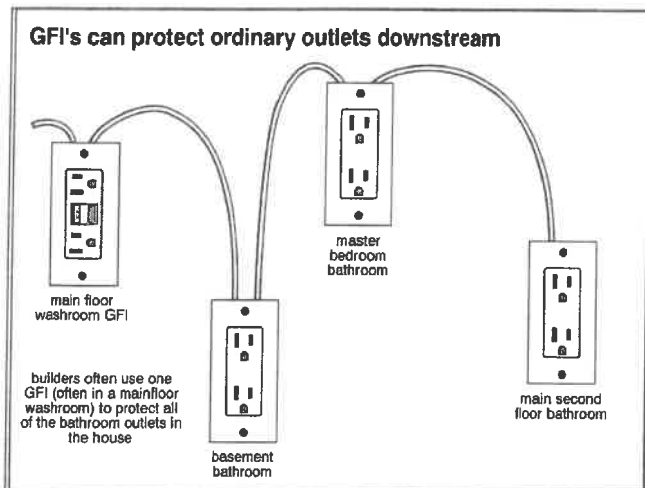 GFI's can protect ordinary outlets downstream
main floor
washroom GFI
builders often use one
GFI (often in a mainfloor
washroom) to protect all
of the bathroom outlets in
the house
basement
bathroom
master
bedroom
bathroom
main second
floor bathroom